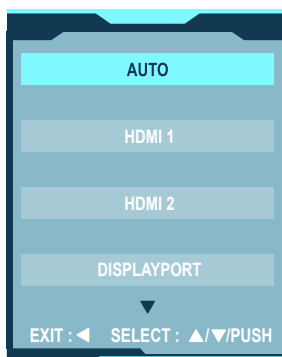 AUTO
HDMI 1
HDMI 2
DISPLAYPORT
▼
EXIT : ◀ SELECT : ▲/▼/PUSH